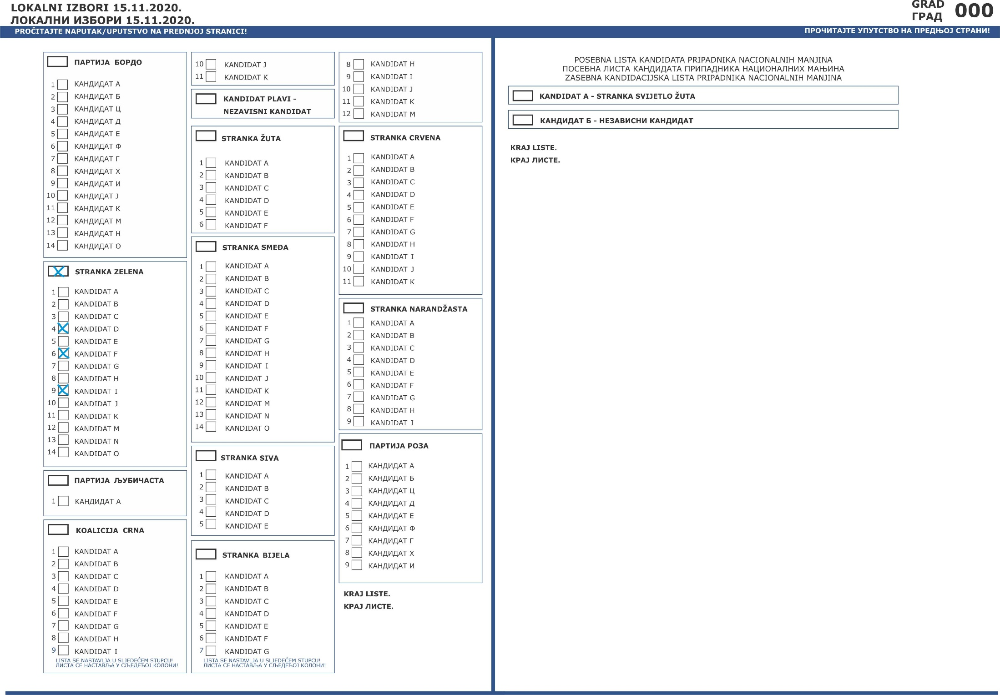 LOKALNI IZBORI 15.11.2020.
ЛОКАЛНИ ИЗБОРИ 15.11.2020.
GRAD
ГРАД
000
PROČITAJTE NAPUTAK/UPUTSTVO NA PREDNJOJ STRANICI!
ПРОЧИТАЈТЕ УПУТСТВО НА ПРЕДЊОЈ СТРАНИ!
ПАРТИЈА БОРДО
1 КАНДИДАТ А
2 КАНДИДАТ Б
3 КАНДИДАТ Ц
4 КАНДИДАТ Д
5 КАНДИДАТ Е
6 КАНДИДАТ Ф
7 КАНДИДАТ Г
8 КАНДИДАТ Х
9 КАНДИДАТ И
10 КАНДИДАТ Ј
11 КАНДИДАТ К
12 КАНДИДАТ М
13 КАНДИДАТ Н
14 КАНДИДАТ О
STRANKA ZELENA
1 KANDIDAT A
2 KANDIDAT B
3 KANDIDAT C
4 KANDIDAT D
5 KANDIDAT E
6 KANDIDAT F
7 KANDIDAT G
8 KANDIDAT H
9 KANDIDAT I
10 KANDIDAT J
11 KANDIDAT K
12 KANDIDAT M
13 KANDIDAT N
14 KANDIDAT O
ПАРТИЈА ЉУБИЧАСТА
1 КАНДИДАТ А
KOALICIJA CRNA
1 KANDIDAT A
2 KANDIDAT B
3 KANDIDAT C
4 KANDIDAT D
5 KANDIDAT E
6 KANDIDAT F
7 KANDIDAT G
8 KANDIDAT H
9 KANDIDAT I
LISTA SE NASTAVLJA U SLJEDEĆEM STUPCU!
ЛИСТА СЕ НАСТАВЉА У СЉЕДЕЋОЈ КОЛОНИ!
10 KANDIDAT J
11 KANDIDAT K
KANDIDAT PLAVI -
NEZAVISNI KANDIDAT
STRANKA ŽUTA
1 KANDIDAT A
2 KANDIDAT B
3 KANDIDAT C
4 KANDIDAT D
5 KANDIDAT E
6 KANDIDAT F
STRANKA SMEĐA
1 KANDIDAT A
2 KANDIDAT B
3 KANDIDAT C
4 KANDIDAT D
5 KANDIDAT E
6 KANDIDAT F
7 KANDIDAT G
8 KANDIDAT H
9 KANDIDAT I
10 KANDIDAT J
11 KANDIDAT K
12 KANDIDAT M
13 KANDIDAT N
14 KANDIDAT O
STRANKA SIVA
1 KANDIDAT A
2 KANDIDAT B
3 KANDIDAT C
4 KANDIDAT D
5 KANDIDAT E
STRANKA BIJELA
1 KANDIDAT A
2 KANDIDAT B
3 KANDIDAT C
4 KANDIDAT D
5 KANDIDAT E
6 KANDIDAT F
7 KANDIDAT G
LISTA SE NASTAVLJA U SLJEDEĆEM STUPCU!
ЛИСТА СЕ НАСТАВЉА У СЉЕДЕЋОЈ КОЛОНИ!
8 KANDIDAT H
9 KANDIDAT I
10 KANDIDAT J
11 KANDIDAT K
12 KANDIDAT M
STRANKA CRVENA
1 KANDIDAT A
2 KANDIDAT B
3 KANDIDAT C
4 KANDIDAT D
5 KANDIDAT E
6 KANDIDAT F
7 KANDIDAT G
8 KANDIDAT H
9 KANDIDAT I
10 KANDIDAT J
11 KANDIDAT K
STRANKA NARANDŽASTA
1 KANDIDAT A
2 KANDIDAT B
3 KANDIDAT C
4 KANDIDAT D
5 KANDIDAT E
6 KANDIDAT F
7 KANDIDAT G
8 KANDIDAT H
9 KANDIDAT I
ПАРТИЈА РОЗА
1 КАНДИДАТ А
2 КАНДИДАТ Б
3 КАНДИДАТ Ц
4 КАНДИДАТ Д
5 КАНДИДАТ Е
6 КАНДИДАТ Ф
7 КАНДИДАТ Г
8 КАНДИДАТ Х
9 КАНДИДАТ И
KRAJ LISTE.
КРАЈ ЛИСТЕ.
POSEBNA LISTA KANDIDATA PRIPADNIKA NACIONALNIH MANJINA
ПОСЕБНА ЛИСТА КАНДИДАТА ПРИПАДНИКА НАЦИОНАЛНИХ МАЊИНА
ZASEBNA KANDIDACIJSKA LISTA PRIPADNIKA NACIONALNIH MANJINA
KANDIDAT A - STRANKA SVIJETLO ŽUTA
КАНДИДАТ Б - НЕЗАВИСНИ КАНДИДАТ
KRAJ LISTE.
КРАЈ ЛИСТЕ.